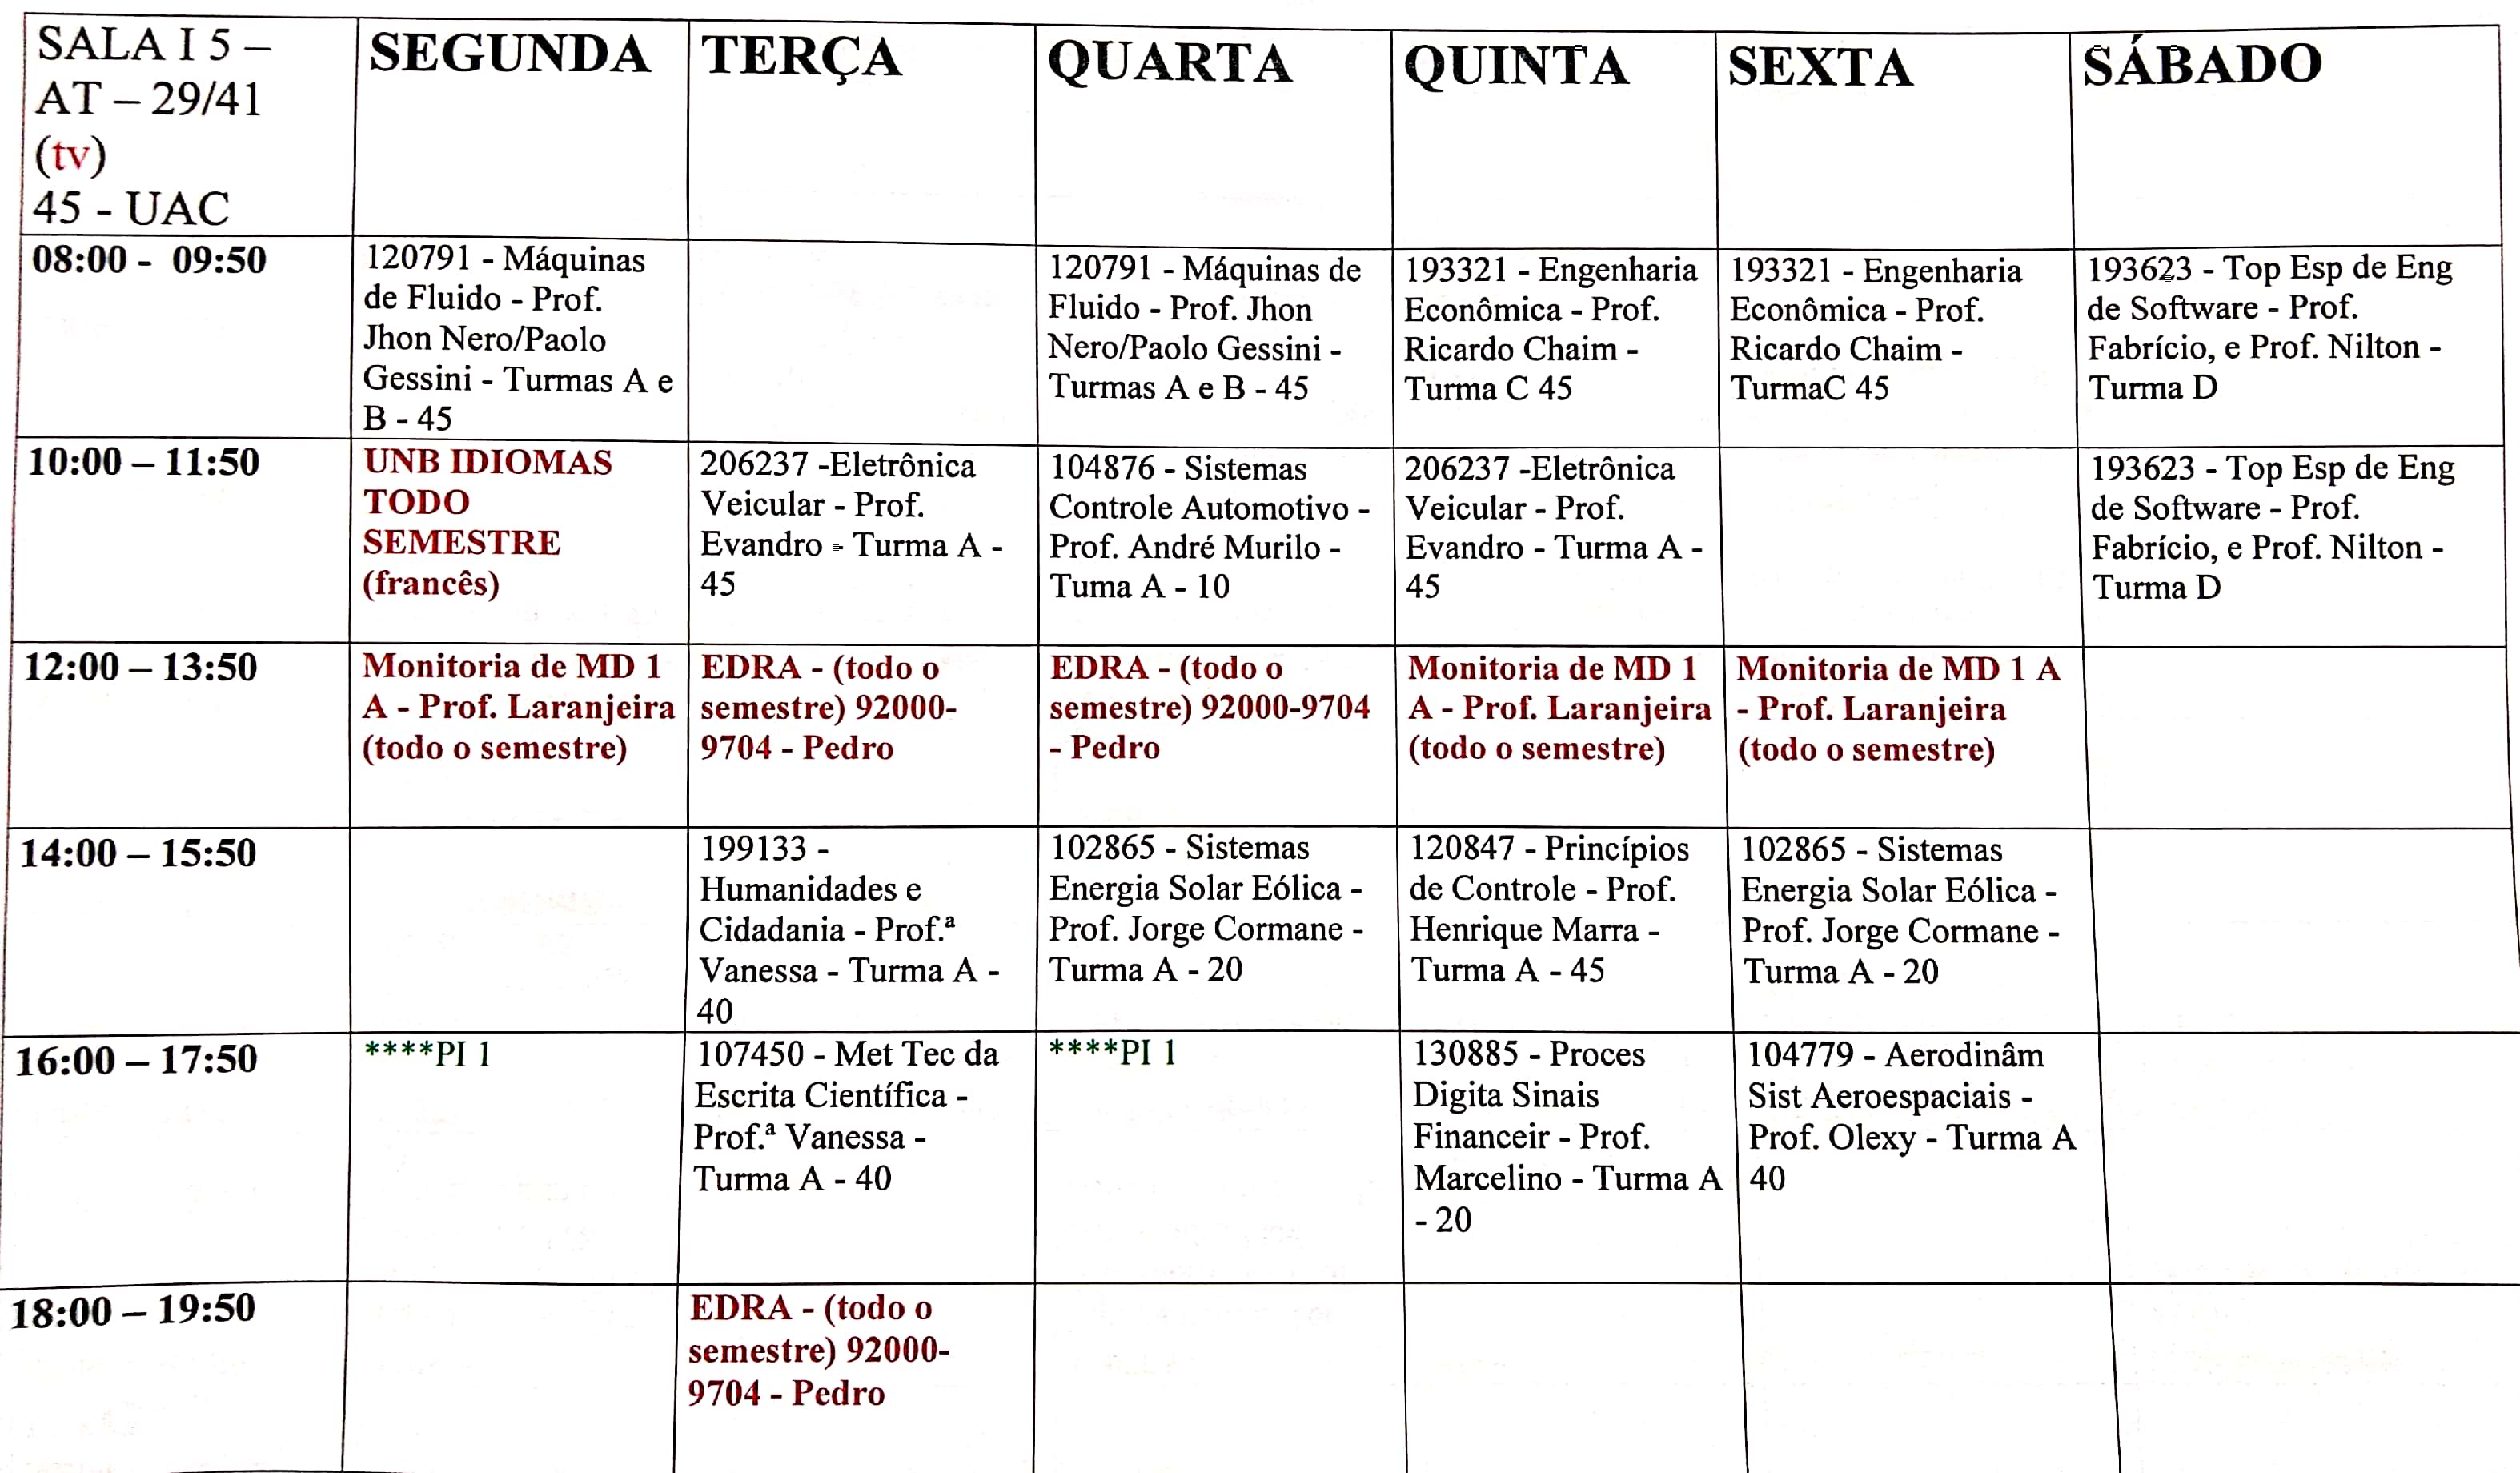 SALA I 5 –
AT – 29/41
(tv)
45 - UAC
SEGUNDA
TERÇA
QUARTA
QUINTA
SEXTA
SÁBADO
08:00 - 09:50
120791 - Máquinas
de Fluido - Prof.
Jhon Nero/Paolo
Gessini - Turmas A e
B - 45
120791 - Máquinas de
Fluido - Prof. Jhon
Nero/Paolo Gessini -
Turmas A e B - 45
193321 - Engenharia
Econômica - Prof.
Ricardo Chaim -
Turma C 45
193321 - Engenharia
Econômica - Prof.
Ricardo Chaim -
TurmaC 45
193623 - Top Esp de Eng
de Software - Prof.
Fabrício, e Prof. Nilton -
Turma D
10:00 – 11:50
UNB IDIOMAS
TODO
SEMESTRE
(francês)
206237 -Eletrônica
Veicular - Prof.
Evandro - Turma A -
45
104876 - Sistemas
Controle Automotivo -
Prof. André Murilo -
Tuma A - 10
206237 -Eletrônica
Veicular - Prof.
Evandro - Turma A -
45
193623 - Top Esp de Eng
de Software - Prof.
Fabrício, e Prof. Nilton -
Turma D
12:00 – 13:50
Monitoria de MD 1
A - Prof. Laranjeira
(todo o semestre)
EDRA - (todo o
semestre) 92000-
9704 - Pedro
EDRA - (todo o
semestre) 92000-9704
- Pedro
Monitoria de MD 1
A - Prof. Laranjeira
(todo o semestre)
Monitoria de MD 1 A
- Prof. Laranjeira
(todo o semestre)
14:00 – 15:50
199133 -
Humanidades e
Cidadania - Prof.ª
Vanessa - Turma A -
40
102865 - Sistemas
Energia Solar Eólica -
Prof. Jorge Cormane -
Turma A - 20
120847 - Princípios
de Controle - Prof.
Henrique Marra -
Turma A - 45
102865 - Sistemas
Energia Solar Eólica -
Prof. Jorge Cormane -
Turma A - 20
16:00 – 17:50
****PI 1
107450 - Met Tec da
Escrita Científica -
Prof.ª Vanessa -
Turma A - 40
****PI 1
130885 - Proces
Digita Sinais
Financeir - Prof.
Marcelino - Turma A
- 20
104779 - Aerodinâm
Sist Aeroespaciais -
Prof. Olexy - Turma A
40
18:00 – 19:50
EDRA - (todo o
semestre) 92000-
9704 - Pedro